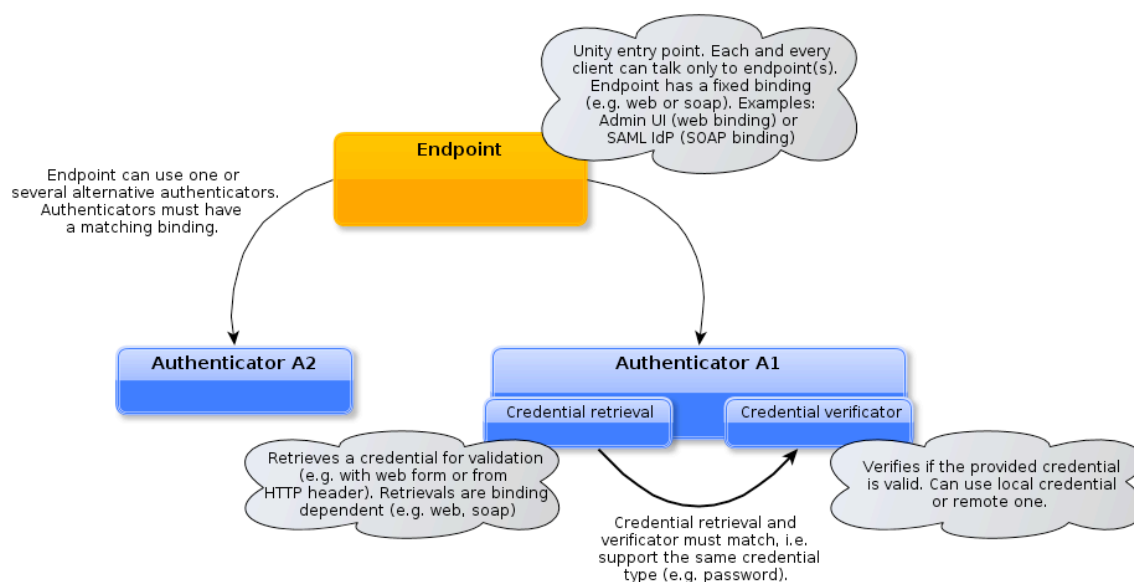 Unity entry point. Each and every
client can talk only to endpoint(s).
Endpoint has a fixed binding
(e.g. web or soap). Examples:
Admin UI (web binding) or
SAML IdP (SOAP binding)
Endpoint
Endpoint can use one or
several alternative authenticators.
Authenticators must have
a matching binding.
Authenticator A2
Authenticator A1
Credential retrieval
Credential verificator
Retrieves a credential for validation
(e.g. with web form or from
HTTP header). Retrievals are binding
dependent (e.g. web, soap)
Verifies if the provided credential
is valid. Can use local credential
or remote one.
Credential retrieval and
verificator must match, i.e.
support the same credential
type (e.g. password).